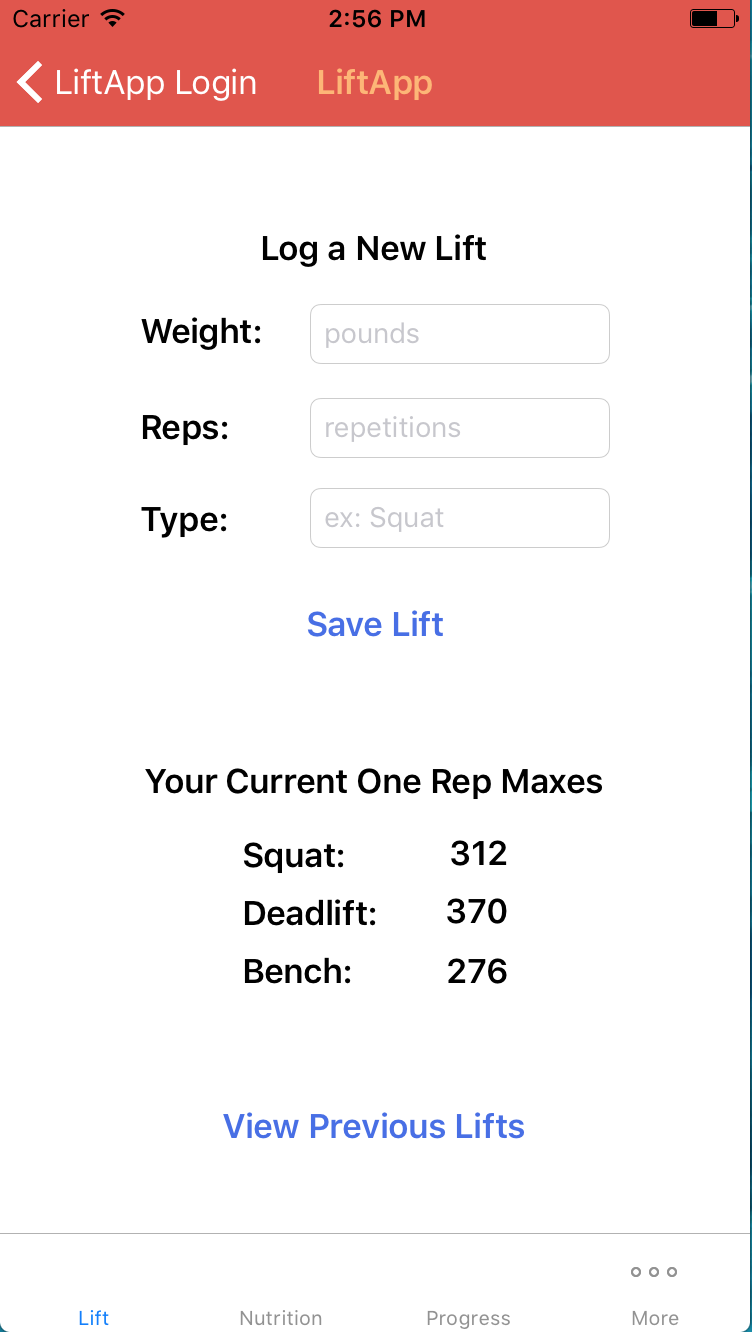 Carrier 2:56 PM
LiftApp Login LiftApp
Log a New Lift
Weight: pounds
Reps: repetitions
Type: ex: Squat
Save Lift
Your Current One Rep Maxes
Squat: 312
Deadlift: 370
Bench: 276
View Previous Lifts
Lift Nutrition Progress More